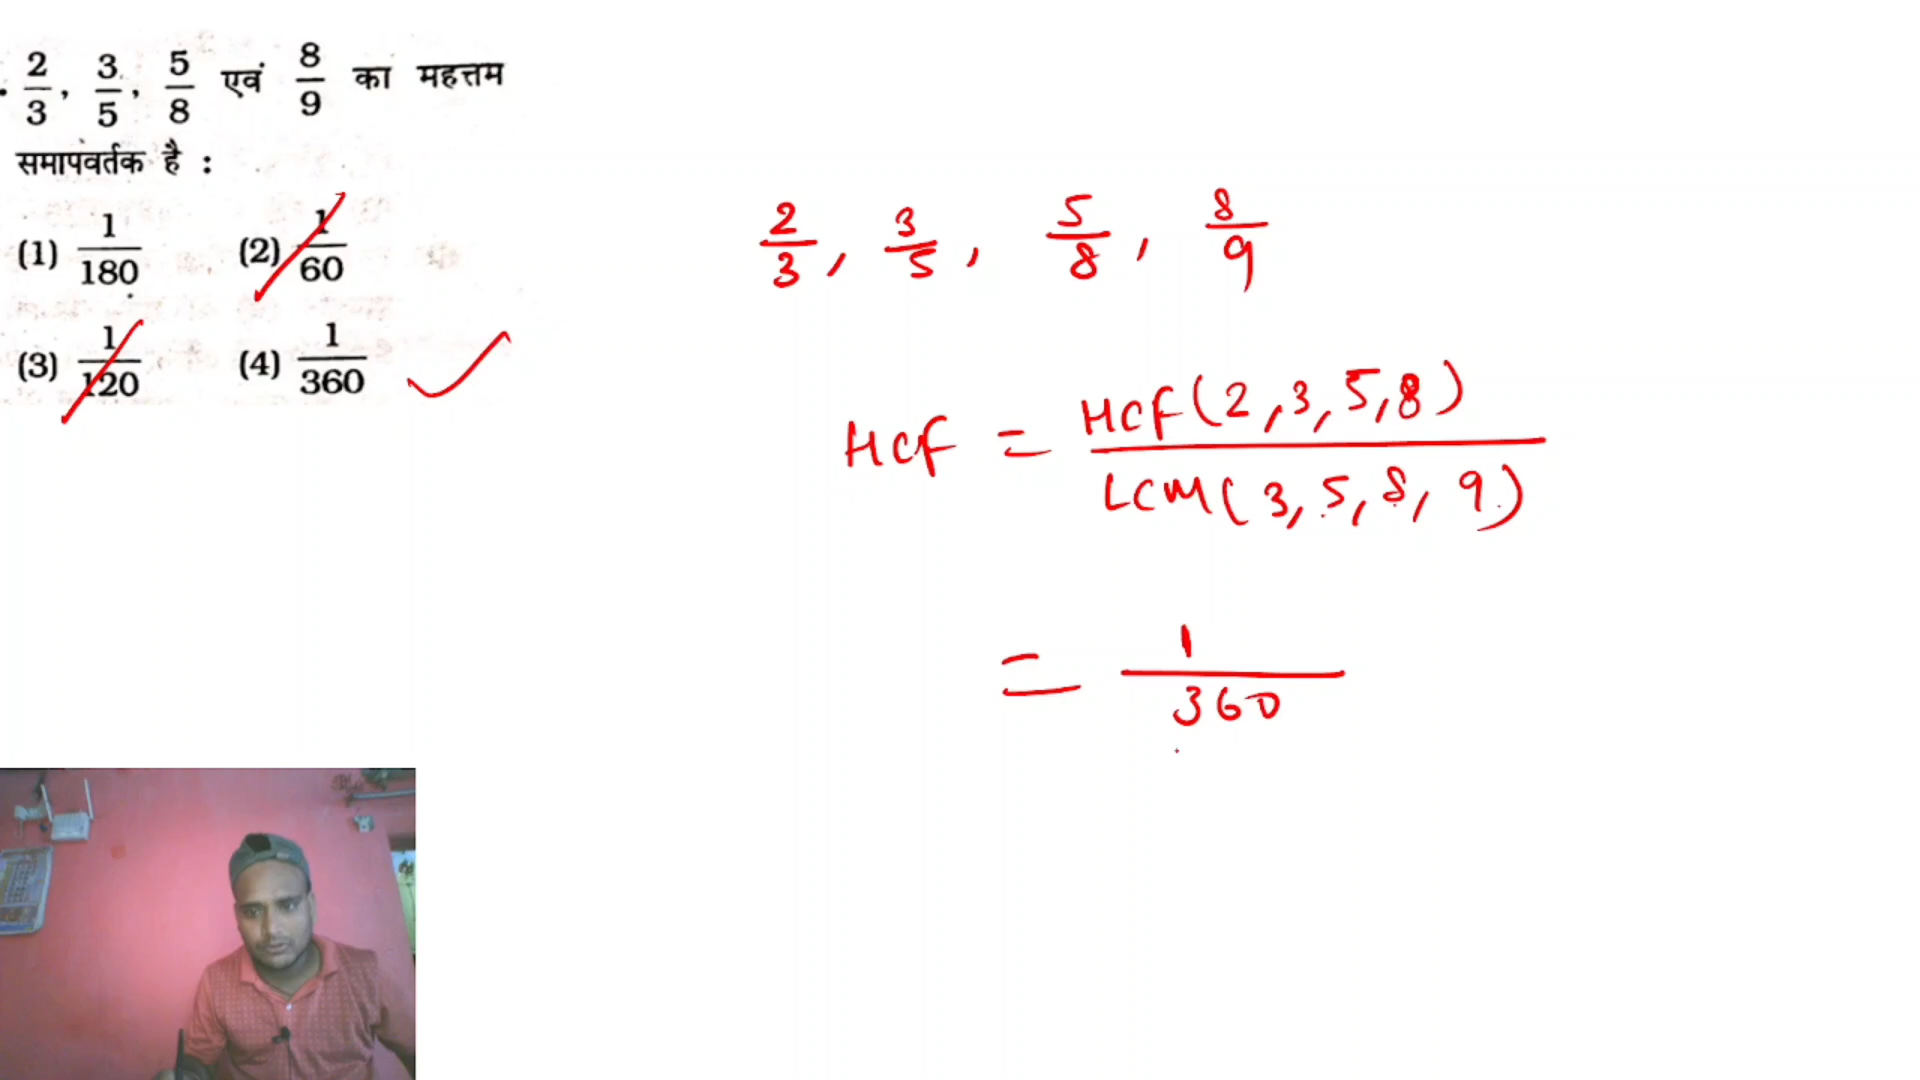 . 2/3, 3/5, 5/8 एवं 8/9 का महत्तम
समापवर्तक है :
(1) 1/180 (2) 1/60
(3) 1/120 (4) 1/360
2/3, 3/5, 5/8, 8/9
HCF = HCF(2,3,5,8)/LCM(3,5,8,9)
= 1/360